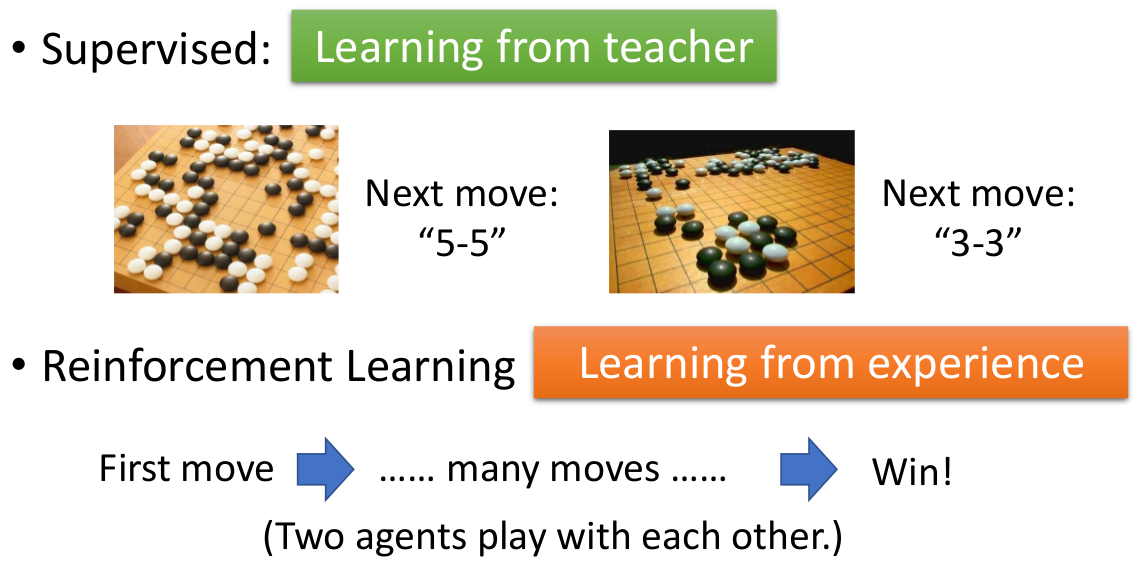 • Supervised: Learning from teacher
Next move:
“5-5”
Next move:
“3-3”
• Reinforcement Learning Learning from experience
First move
...... many moves ......
Win!
(Two agents play with each other.)